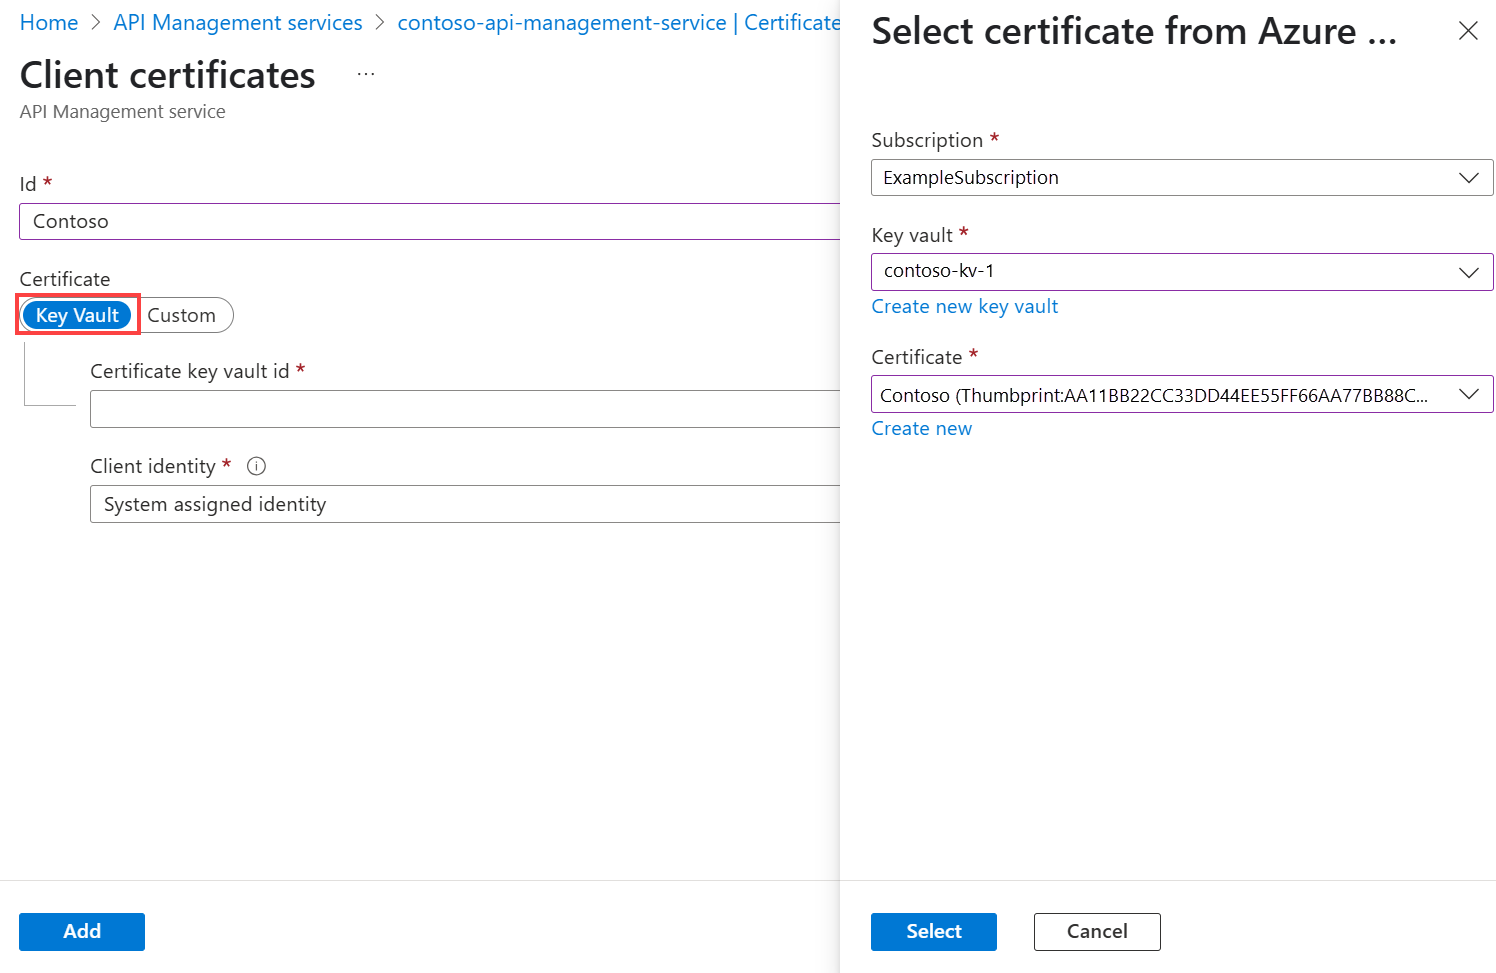 Home > API Management services > contoso-api-management-service | Certificate
Client certificates ...
API Management service
Id *
Contoso
Certificate
Key Vault Custom
Certificate key vault id *
Client identity *
System assigned identity
Add
Select certificate from Azure ...
Subscription *
ExampleSubscription
Key vault *
contoso-kv-1
Create new key vault
Certificate *
Contoso (Thumbprint:AA11BB22CC33DD44EE55FF66AA77BB88C...
Create new
Select Cancel